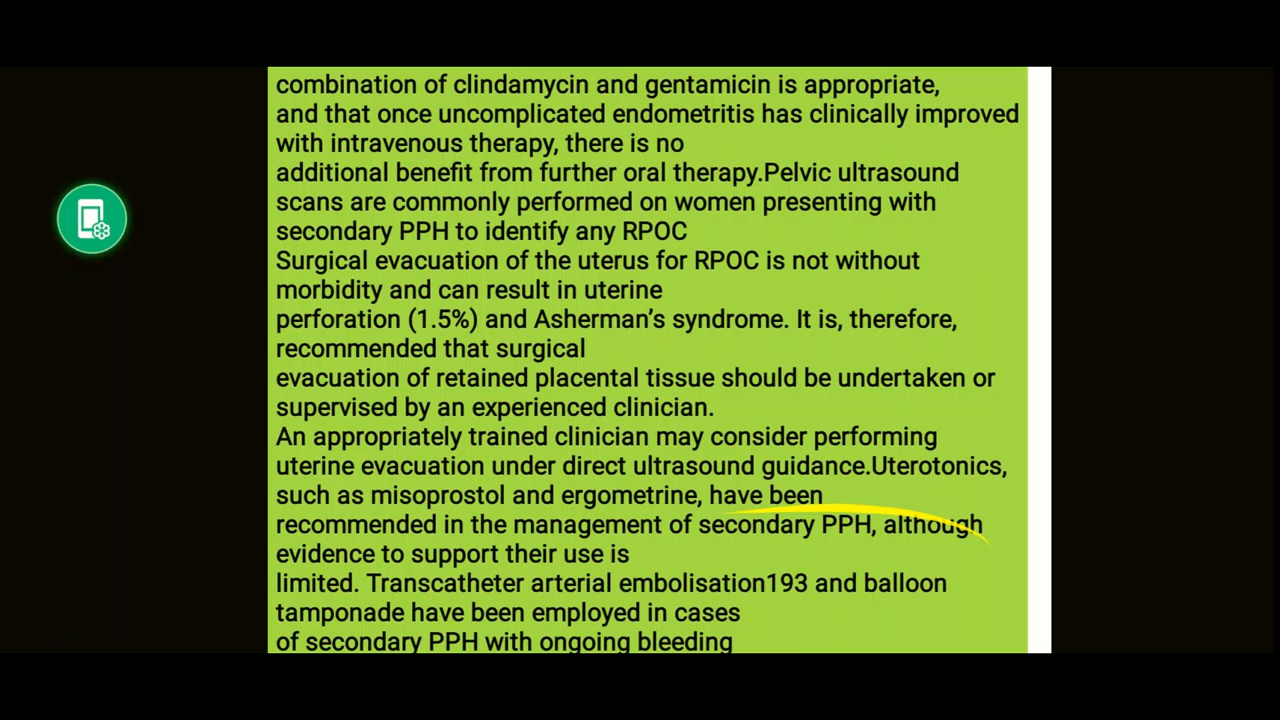 combination of clindamycin and gentamicin is appropriate,
and that once uncomplicated endometritis has clinically improved
with intravenous therapy, there is no
additional benefit from further oral therapy.Pelvic ultrasound
scans are commonly performed on women presenting with
secondary PPH to identify any RPOC
Surgical evacuation of the uterus for RPOC is not without
morbidity and can result in uterine
perforation (1.5%) and Asherman’s syndrome. It is, therefore,
recommended that surgical
evacuation of retained placental tissue should be undertaken or
supervised by an experienced clinician.
An appropriately trained clinician may consider performing
uterine evacuation under direct ultrasound guidance.Uterotonics,
such as misoprostol and ergometrine, have been
recommended in the management of secondary PPH, although
evidence to support their use is
limited. Transcatheter arterial embolisation193 and balloon
tamponade have been employed in cases
of secondary PPH with ongoing bleeding